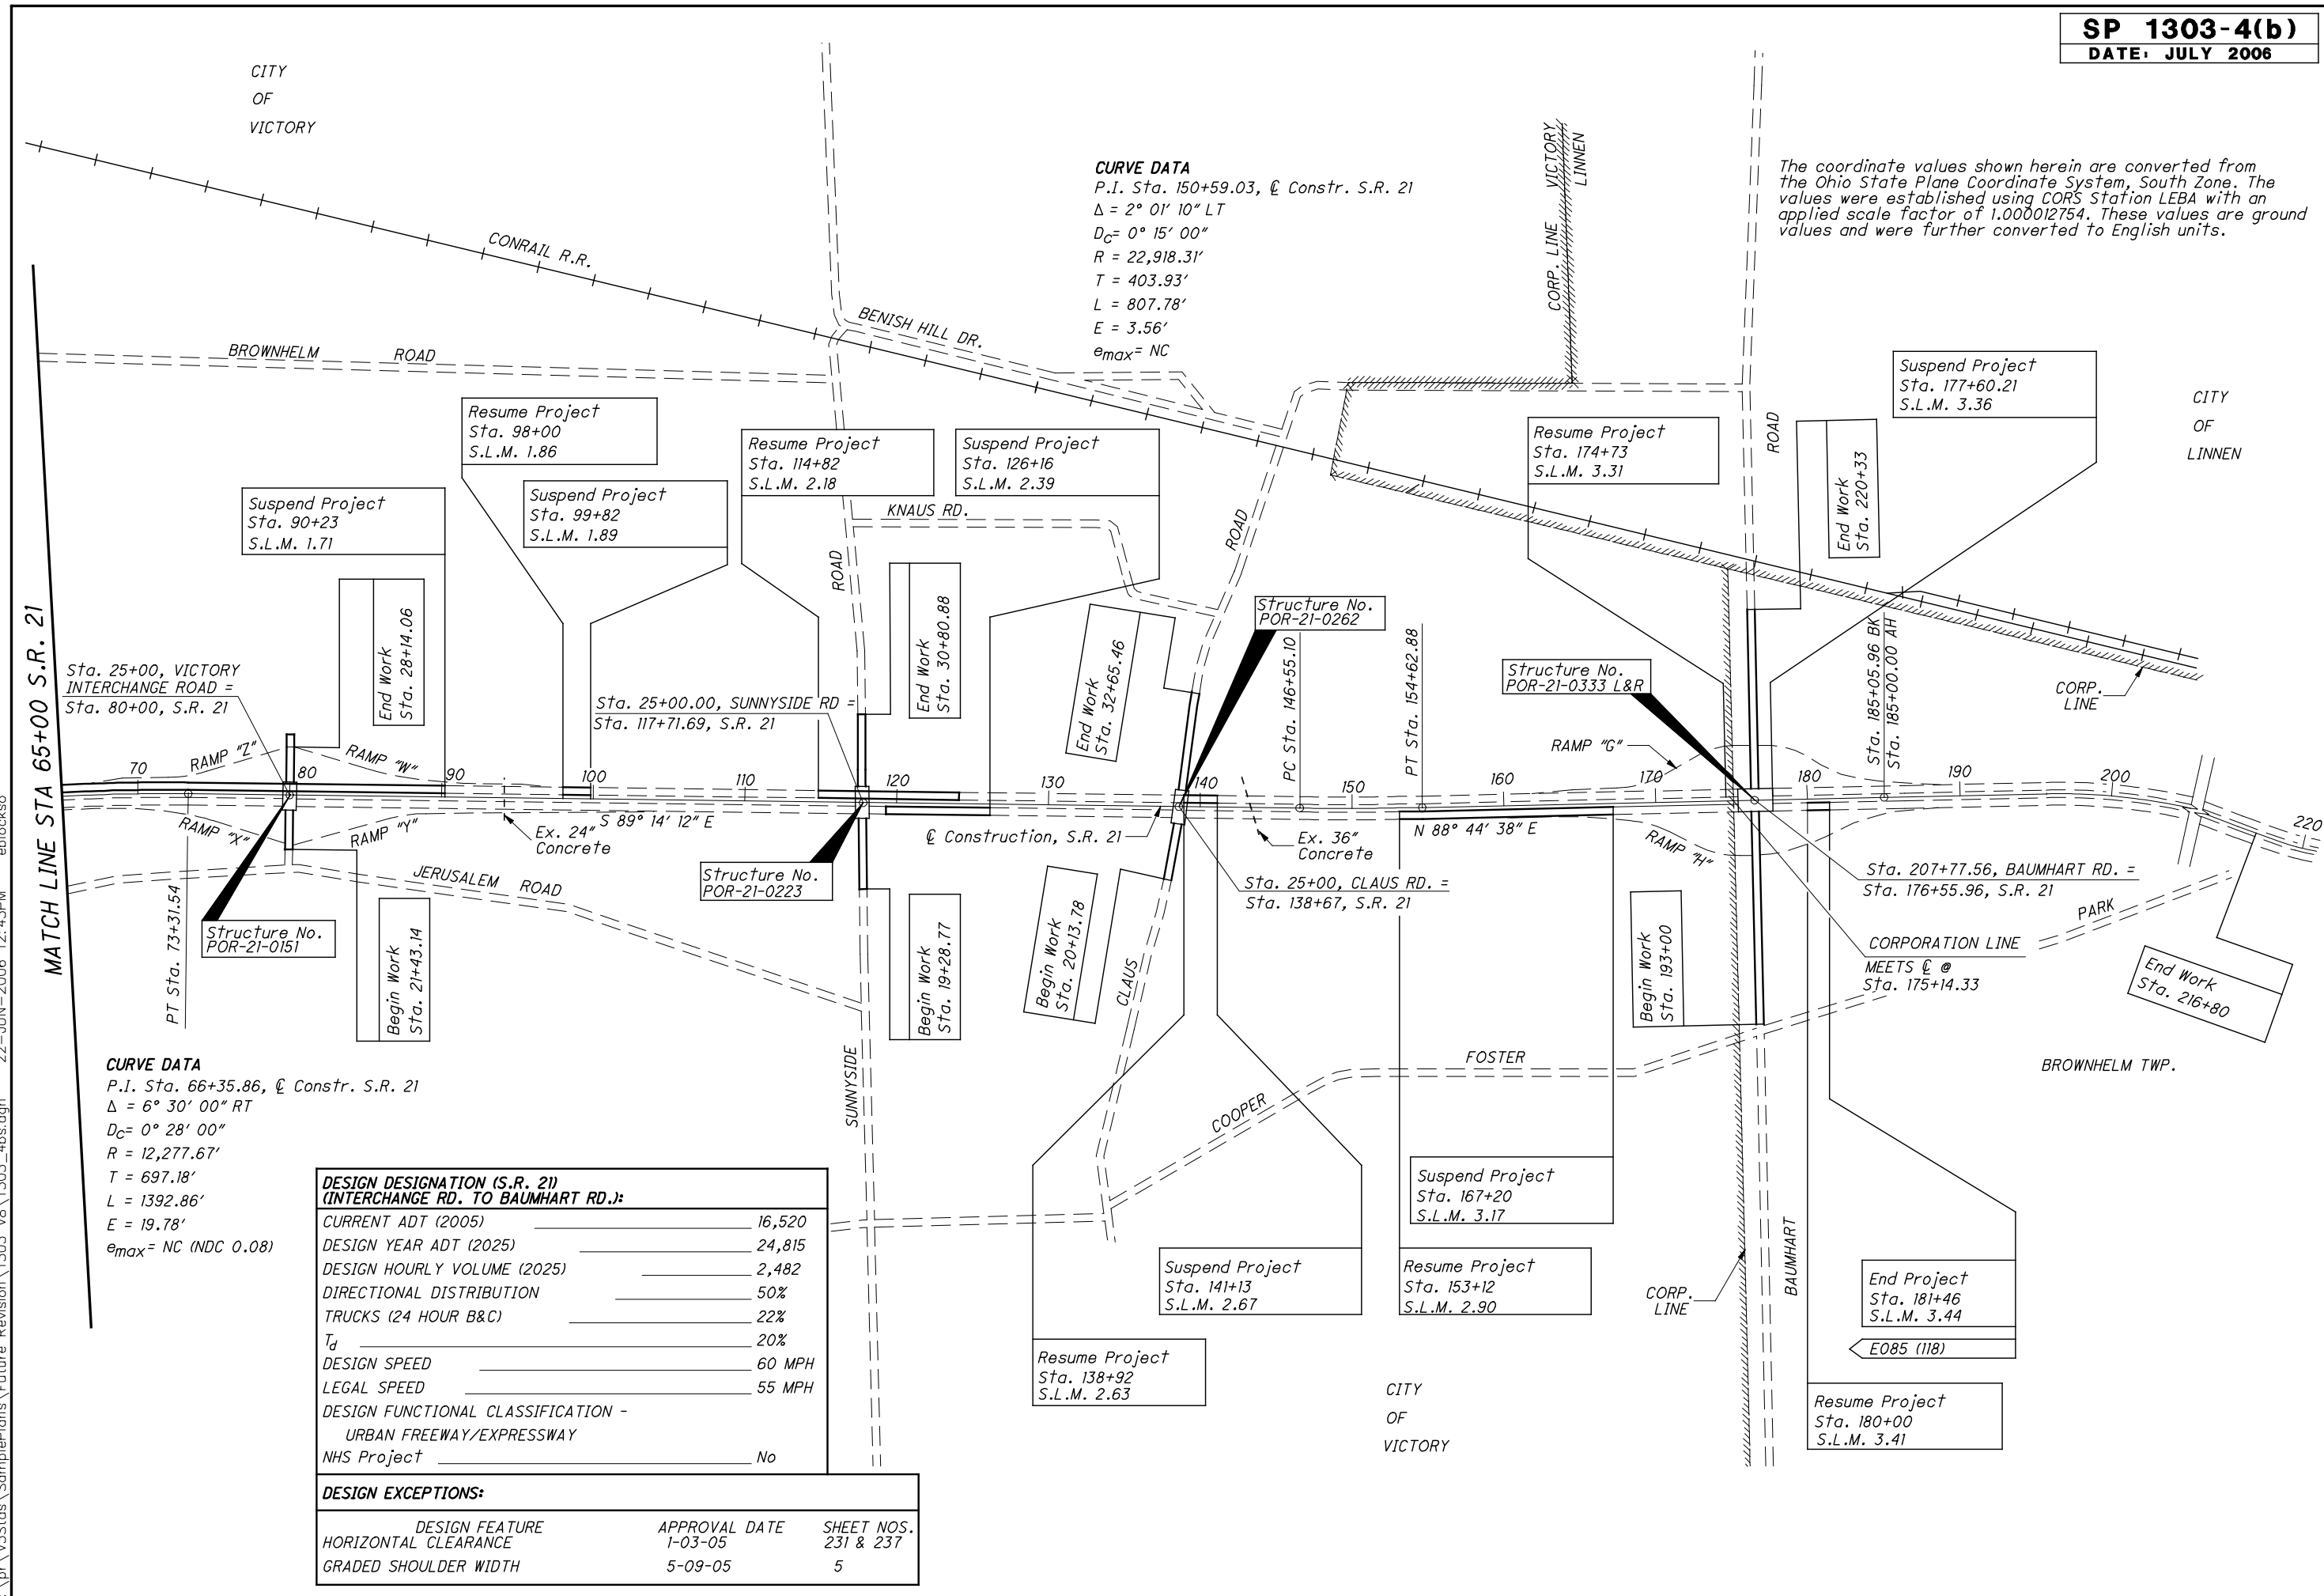 SP 1303-4(b)
DATE: JULY 2006
CITY
OF
VICTORY
CONRAIL R.R.
BROWNHELM ROAD
BENISH HILL DR.
CURVE DATA
P.I. Sta. 150+59.03, ℄ Constr. S.R. 21
Δ = 2° 01' 10" LT
Dc= 0° 15' 00"
R = 22,918.31'
T = 403.93'
L = 807.78'
E = 3.56'
emax= NC
CORP. LINE VICTORY
LINNEN
The coordinate values shown herein are converted from
the Ohio State Plane Coordinate System, South Zone. The
values were established using CORS Station LEBA with an
applied scale factor of 1.000012754. These values are ground
values and were further converted to English units.
Suspend Project
Sta. 177+60.21
S.L.M. 3.36
CITY
OF
LINNEN
Resume Project
Sta. 98+00
S.L.M. 1.86
Resume Project
Sta. 114+82
S.L.M. 2.18
Suspend Project
Sta. 126+16
S.L.M. 2.39
Resume Project
Sta. 174+73
S.L.M. 3.31
ROAD
End Work
Sta. 220+33
Suspend Project
Sta. 90+23
S.L.M. 1.71
Suspend Project
Sta. 99+82
S.L.M. 1.89
KNAUS RD.
ROAD
ROAD
MATCH LINE STA 65+00 S.R. 21
Sta. 25+00, VICTORY
INTERCHANGE ROAD =
Sta. 80+00, S.R. 21
End Work
Sta. 28+14.06
Sta. 25+00.00, SUNNYSIDE RD =
Sta. 117+71.69, S.R. 21
End Work
Sta. 30+80.88
End Work
Sta. 32+65.46
Structure No.
POR-21-0262
PC Sta. 146+55.10
PT Sta. 154+62.88
Structure No.
POR-21-0333 L&R
Sta. 185+05.96 BK
Sta. 185+00.00 AH
CORP.
LINE
RAMP "Z"
RAMP "W"
RAMP "G"
70
80
90
100
110
120
130
140
150
160
170
180
190
200
220
RAMP "X"
RAMP "Y"
Ex. 24"
Concrete
S 89° 14' 12" E
℄ Construction, S.R. 21
Ex. 36"
Concrete
N 88° 44' 38" E
RAMP "H"
PT Sta. 73+31.54
Structure No.
POR-21-0151
JERUSALEM ROAD
Structure No.
POR-21-0223
Sta. 25+00, CLAUS RD. =
Sta. 138+67, S.R. 21
Sta. 207+77.56, BAUMHART RD. =
Sta. 176+55.96, S.R. 21
PARK
CORPORATION LINE
MEETS ℄ @
Sta. 175+14.33
End Work
Sta. 216+80
Begin Work
Sta. 21+43.14
Begin Work
Sta. 19+28.77
Begin Work
Sta. 20+13.78
CLAUS
Begin Work
Sta. 193+00
SUNNYSIDE
COOPER
FOSTER
BROWNHELM TWP.
CURVE DATA
P.I. Sta. 66+35.86, ℄ Constr. S.R. 21
Δ = 6° 30' 00" RT
Dc= 0° 28' 00"
R = 12,277.67'
T = 697.18'
L = 1392.86'
E = 19.78'
emax= NC (NDC 0.08)
DESIGN DESIGNATION (S.R. 21)
(INTERCHANGE RD. TO BAUMHART RD.):
CURRENT ADT (2005) 16,520
DESIGN YEAR ADT (2025) 24,815
DESIGN HOURLY VOLUME (2025) 2,482
DIRECTIONAL DISTRIBUTION 50%
TRUCKS (24 HOUR B&C) 22%
Td 20%
DESIGN SPEED 60 MPH
LEGAL SPEED 55 MPH
DESIGN FUNCTIONAL CLASSIFICATION -
URBAN FREEWAY/EXPRESSWAY
NHS Project No
DESIGN EXCEPTIONS:
DESIGN FEATURE APPROVAL DATE SHEET NOS.
HORIZONTAL CLEARANCE 1-03-05 231 & 237
GRADED SHOULDER WIDTH 5-09-05 5
Suspend Project
Sta. 167+20
S.L.M. 3.17
Suspend Project
Sta. 141+13
S.L.M. 2.67
Resume Project
Sta. 153+12
S.L.M. 2.90
Resume Project
Sta. 138+92
S.L.M. 2.63
CORP.
LINE
BAUMHART
End Project
Sta. 181+46
S.L.M. 3.44
E085 (118)
Resume Project
Sta. 180+00
S.L.M. 3.41
CITY
OF
VICTORY
22-JUN-2006 12:43PM eblockso